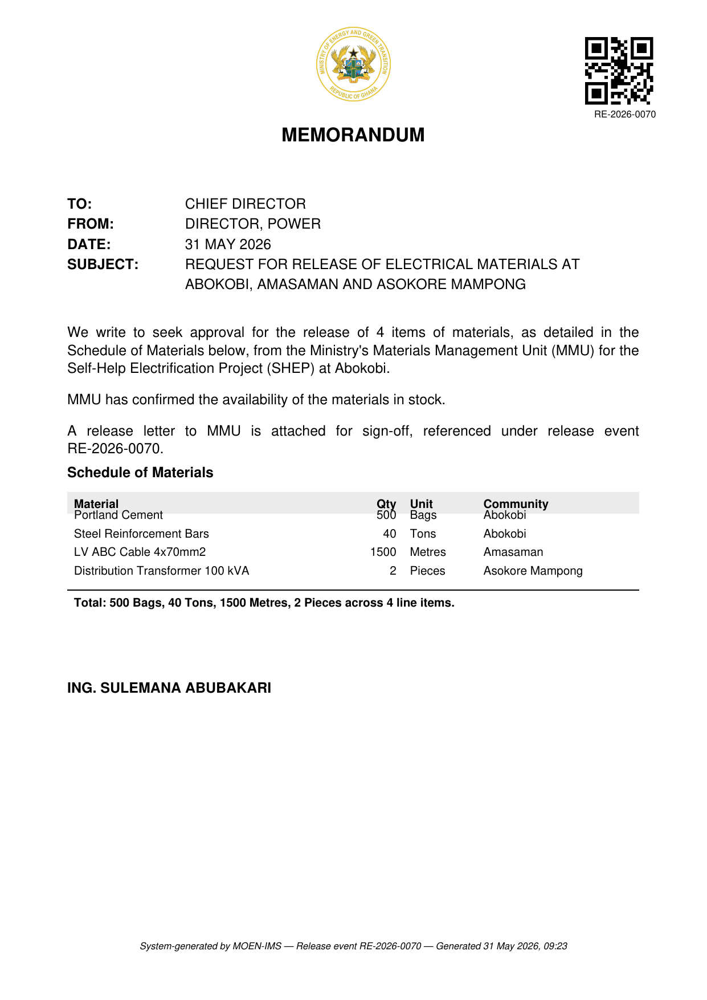 MINISTRY OF ENERGY AND GREEN TRANSITION
REPUBLIC OF GHANA
RE-2026-0070
MEMORANDUM
TO: CHIEF DIRECTOR
FROM: DIRECTOR, POWER
DATE: 31 MAY 2026
SUBJECT: REQUEST FOR RELEASE OF ELECTRICAL MATERIALS AT
ABOKOBI, AMASAMAN AND ASOKORE MAMPONG
We write to seek approval for the release of 4 items of materials, as detailed in the
Schedule of Materials below, from the Ministry's Materials Management Unit (MMU) for the
Self-Help Electrification Project (SHEP) at Abokobi.
MMU has confirmed the availability of the materials in stock.
A release letter to MMU is attached for sign-off, referenced under release event
RE-2026-0070.
Schedule of Materials
Material Qty Unit Community
Portland Cement 500 Bags Abokobi
Steel Reinforcement Bars 40 Tons Abokobi
LV ABC Cable 4x70mm2 1500 Metres Amasaman
Distribution Transformer 100 kVA 2 Pieces Asokore Mampong
Total: 500 Bags, 40 Tons, 1500 Metres, 2 Pieces across 4 line items.
ING. SULEMANA ABUBAKARI
System-generated by MOEN-IMS — Release event RE-2026-0070 — Generated 31 May 2026, 09:23